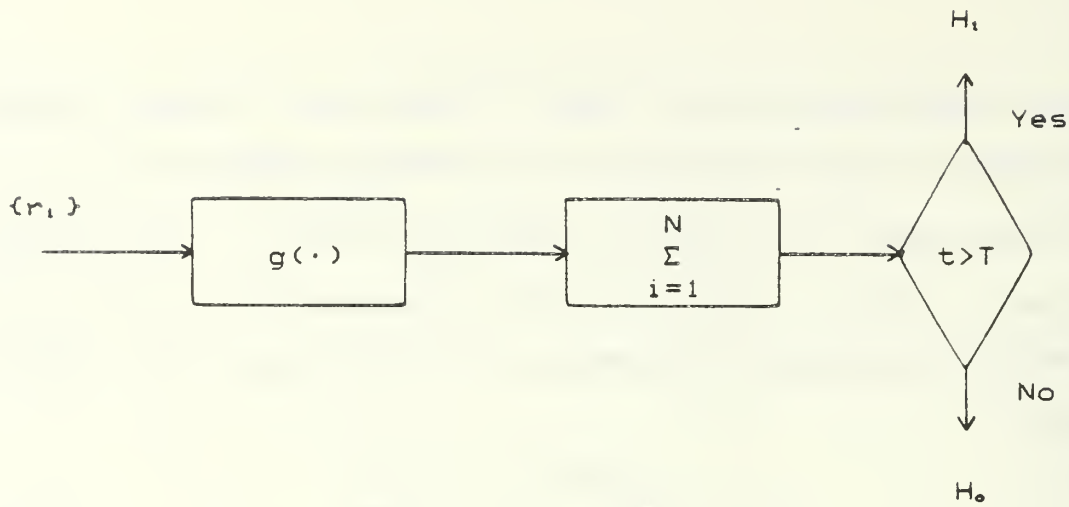 H₁
Yes
{rᵢ}
g(·)
N
Σ
i=1
t>T
No
H₀